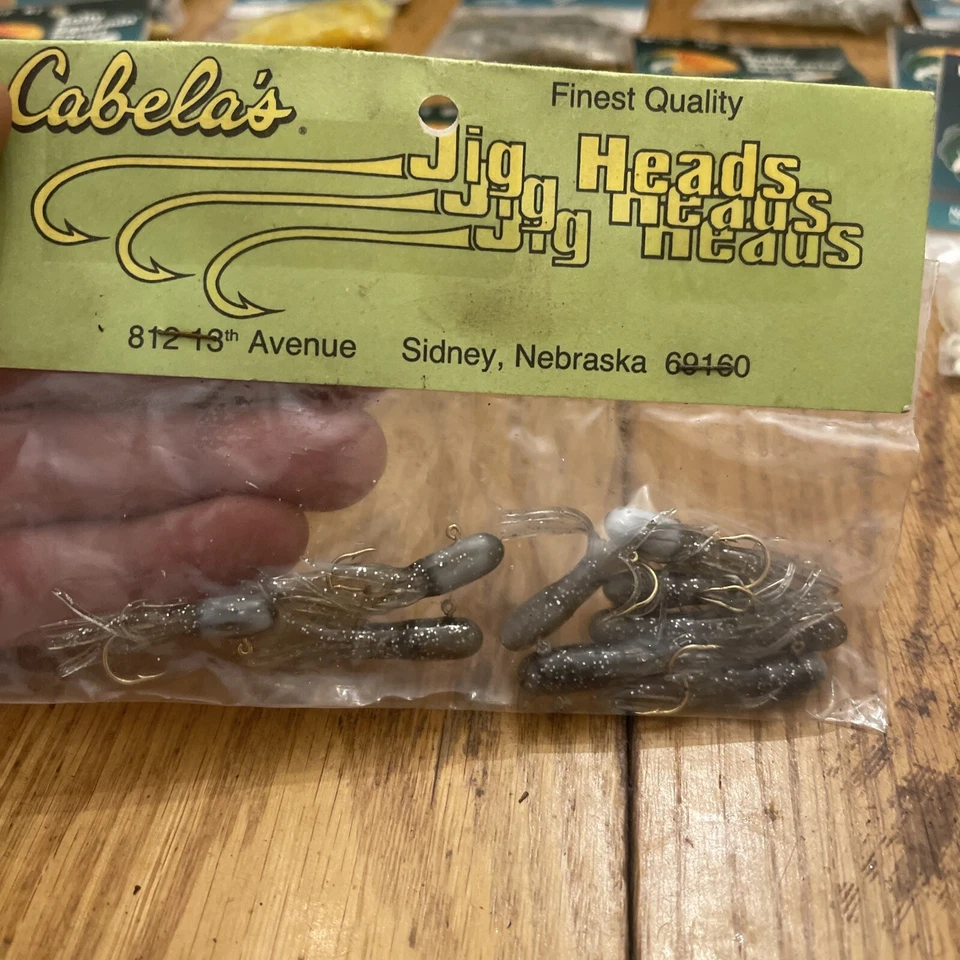 Cabela's
Finest Quality
Jig Heads
Jig Heads
Jig Heads
812 13th Avenue Sidney, Nebraska 69160